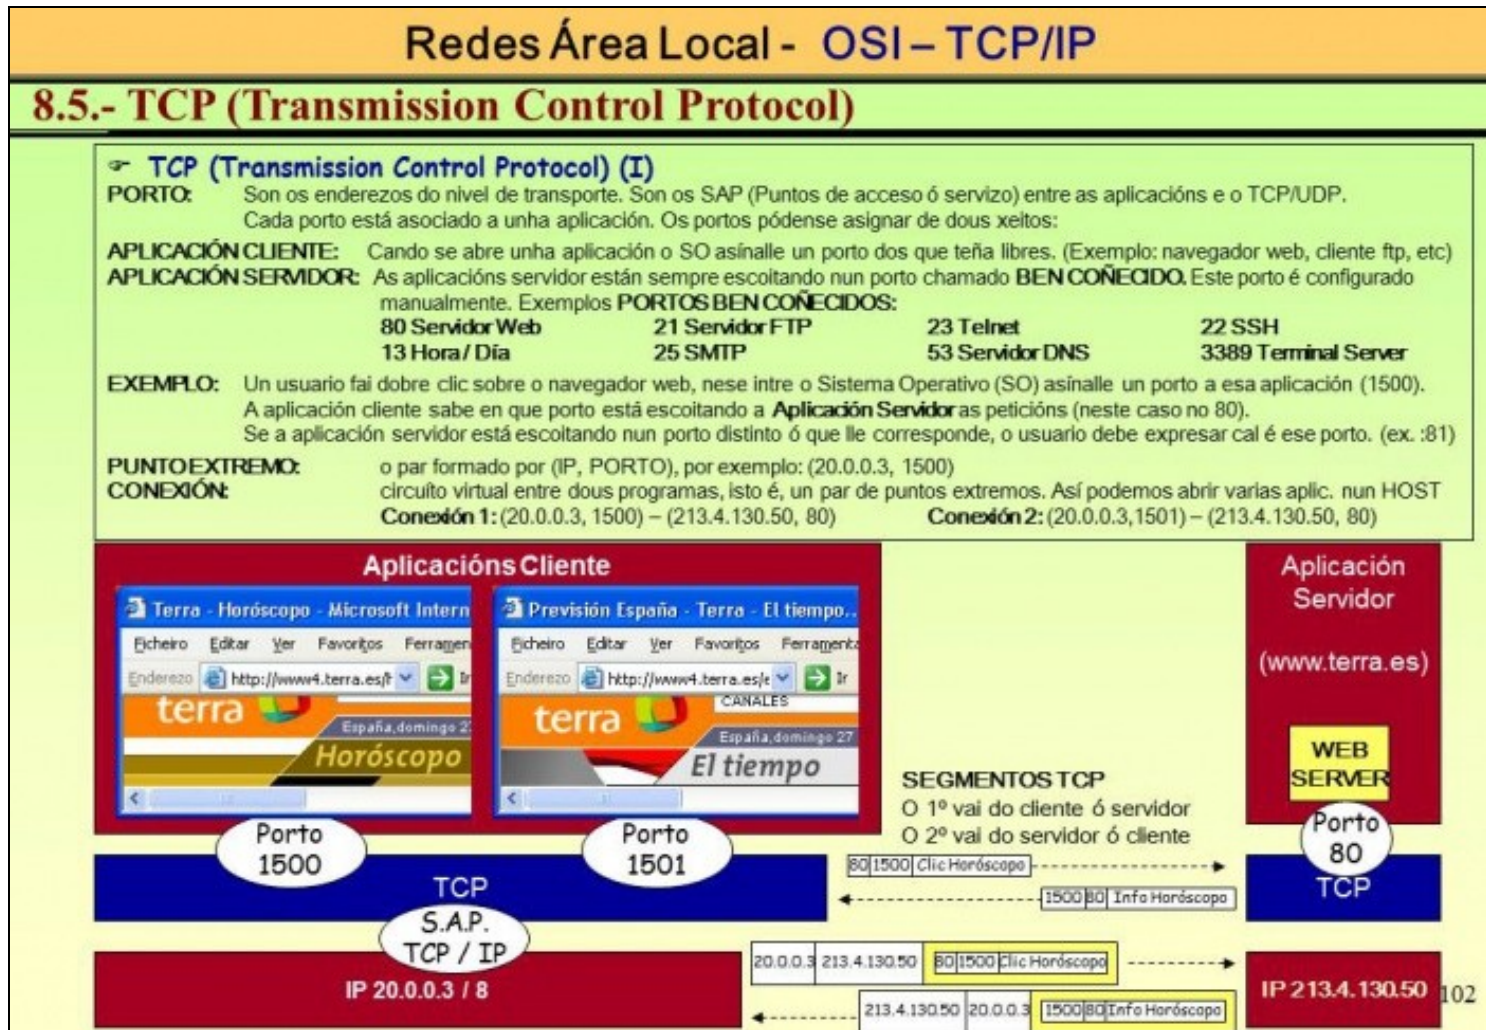 Redes Área Local - OSI – TCP/IP
8.5.- TCP (Transmission Control Protocol)
☞ TCP (Transmission Control Protocol) (I)
PORTO: Son os enderezos do nivel de transporte. Son os SAP (Puntos de acceso ó servizo) entre as aplicacións e o TCP/UDP.
Cada porto está asociado a unha aplicación. Os portos pódense asignar de dous xeitos:
APLICACIÓN CLIENTE: Cando se abre unha aplicación o SO asínalle un porto dos que teña libres. (Exemplo: navegador web, cliente ftp, etc)
APLICACIÓN SERVIDOR: As aplicacións servidor están sempre escoitando nun porto chamado BEN COÑECIDO. Este porto é configurado
manualmente. Exemplos PORTOS BEN COÑECIDOS:
80 Servidor Web 21 Servidor FTP 23 Telnet 22 SSH
13 Hora / Día 25 SMTP 53 Servidor DNS 3389 Terminal Server
EXEMPLO: Un usuario fai dobre clic sobre o navegador web, nese intre o Sistema Operativo (SO) asínalle un porto a esa aplicación (1500).
A aplicación cliente sabe en que porto está escoitando a Aplicación Servidor as peticións (neste caso no 80).
Se a aplicación servidor está escoitando nun porto distinto ó que lle corresponde, o usuario debe expresar cal é ese porto. (ex. :81)
PUNTO EXTREMO: o par formado por (IP, PORTO), por exemplo: (20.0.0.3, 1500)
CONEXIÓN: circuíto virtual entre dous programas, isto é, un par de puntos extremos. Así podemos abrir varias aplic. nun HOST
Conexión 1: (20.0.0.3, 1500) – (213.4.130.50, 80) Conexión 2: (20.0.0.3,1501) – (213.4.130.50, 80)
Aplicacións Cliente
Terra - Horóscopo - Microsoft Intern
Ficheiro Editar Ver Favoritos Ferramen
Enderezo http://www4.terra.es/h Ir
terra
España,domingo 2
Horóscopo
Porto
1500
Previsión España - Terra - El tiempo..
Ficheiro Editar Ver Favoritos Ferramenta
Enderezo http://www4.terra.es/e Ir
CANALES
terra
España,domingo 27
El tiempo
Porto
1501
Aplicación
Servidor
(www.terra.es)
WEB
SERVER
Porto
80
SEGMENTOS TCP
O 1º vai do cliente ó servidor
O 2º vai do servidor ó cliente
TCP
80 1500 Clic Horóscopo
1500 80 Info Horóscopo
TCP
S.A.P.
TCP / IP
IP 20.0.0.3 / 8
20.0.0.3 213.4.130.50 80 1500 Clic Horóscopo
213.4.130.50 20.0.0.3 1500 80 Info Horóscopo
IP 213.4.130.50
102